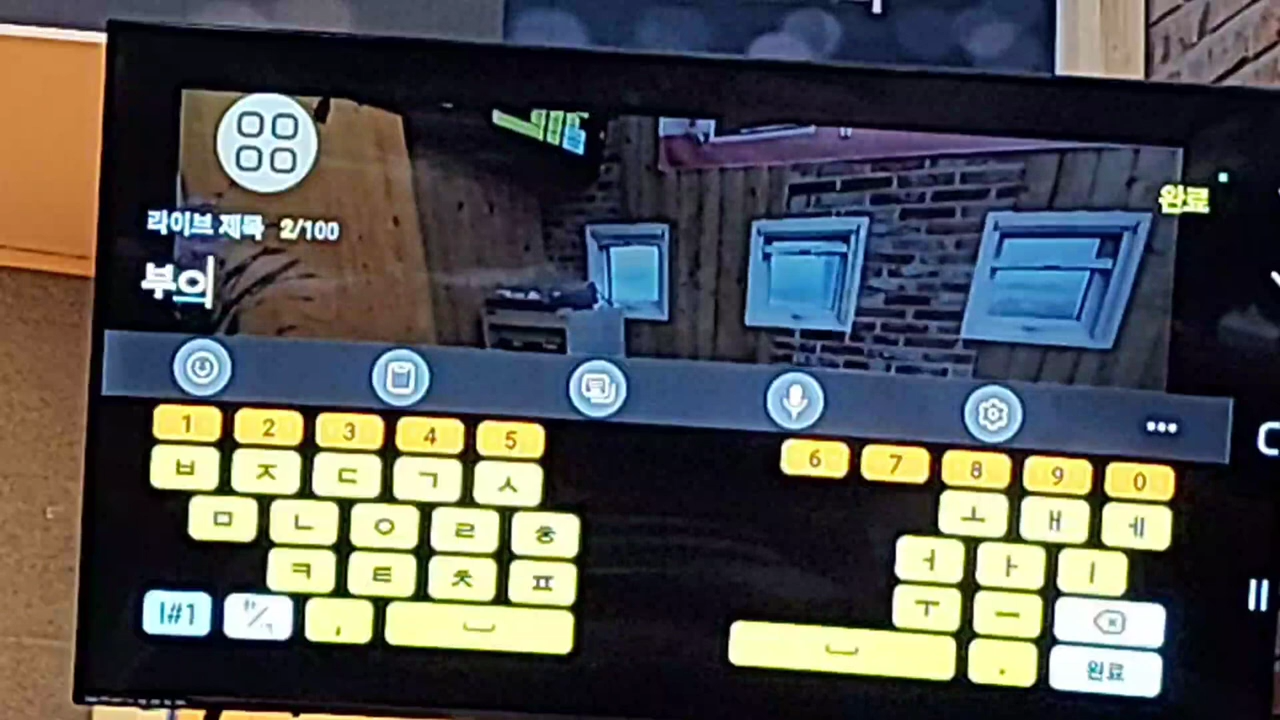 완료
라이브 제목 2/100
부이
1 2 3 4 5 6 7 8 9 0
ㅂ ㅈ ㄷ ㄱ ㅅ ㅗ ㅐ ㅔ
ㅁ ㄴ ㅇ ㄹ ㅎ ㅓ ㅏ ㅣ
ㅋ ㅌ ㅊ ㅍ ㅜ ㅡ
!#1 , . 완료